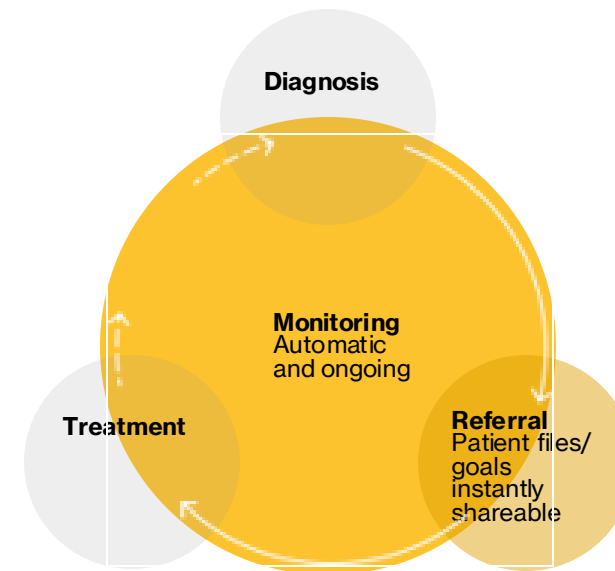 Diagnosis
Monitoring
Automatic
and ongoing
Treatment
Referral
Patient files/
goals
instantly
shareable